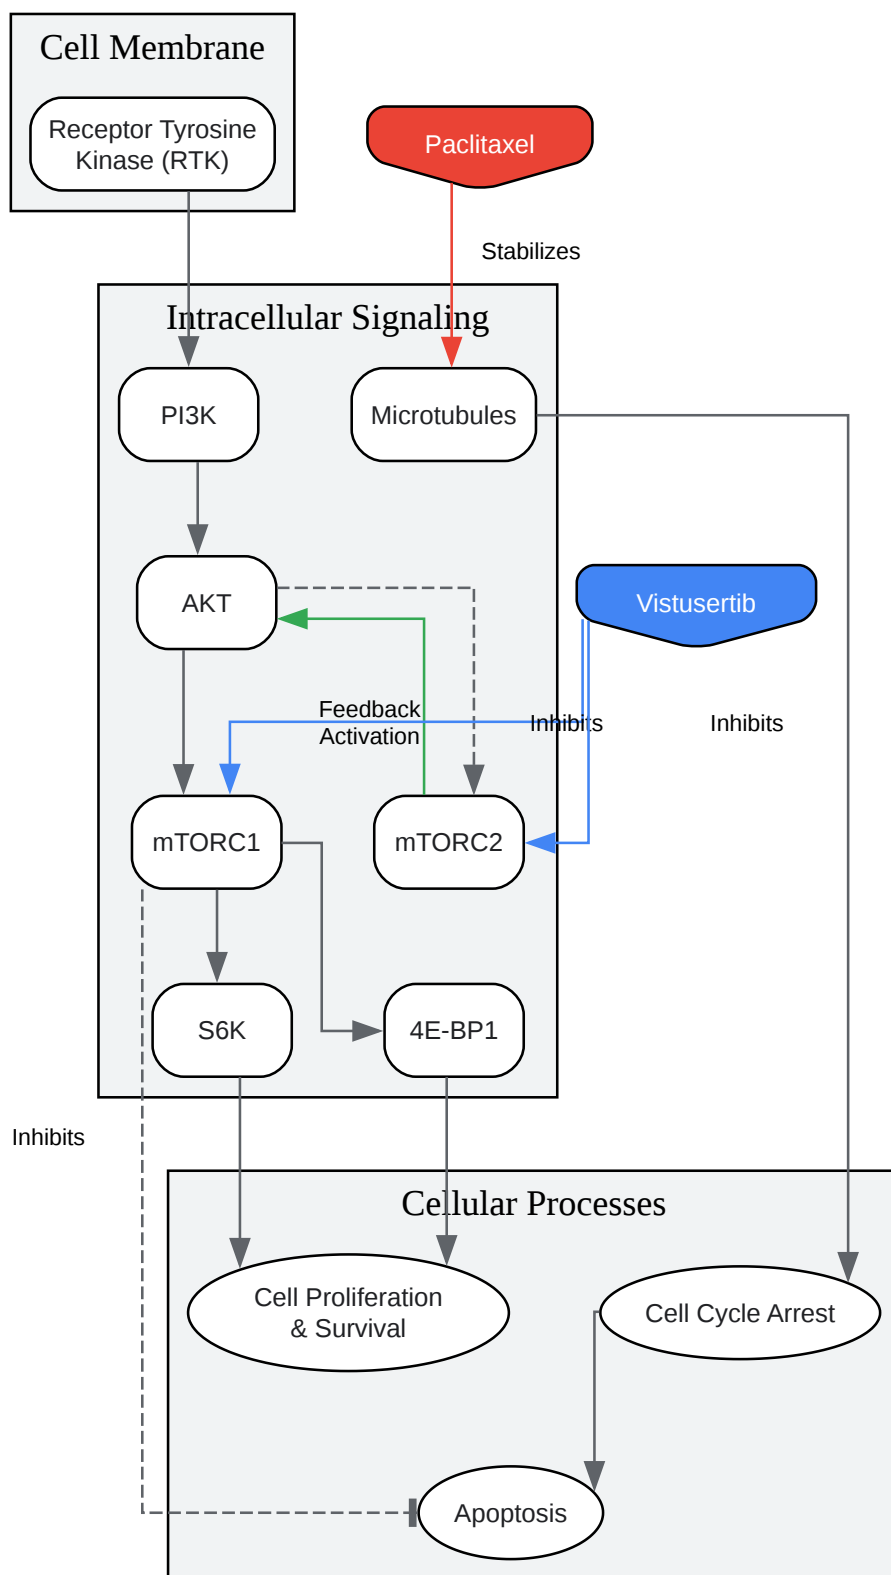 Cell Membrane
Receptor Tyrosine
Kinase (RTK)
Paclitaxel
Stabilizes
Intracellular Signaling
PI3K
Microtubules
AKT
Vistusertib
Feedback
Activation
Inhibits
Inhibits
mTORC1
mTORC2
S6K
4E-BP1
Inhibits
Cellular Processes
Cell Proliferation
& Survival
Cell Cycle Arrest
Apoptosis